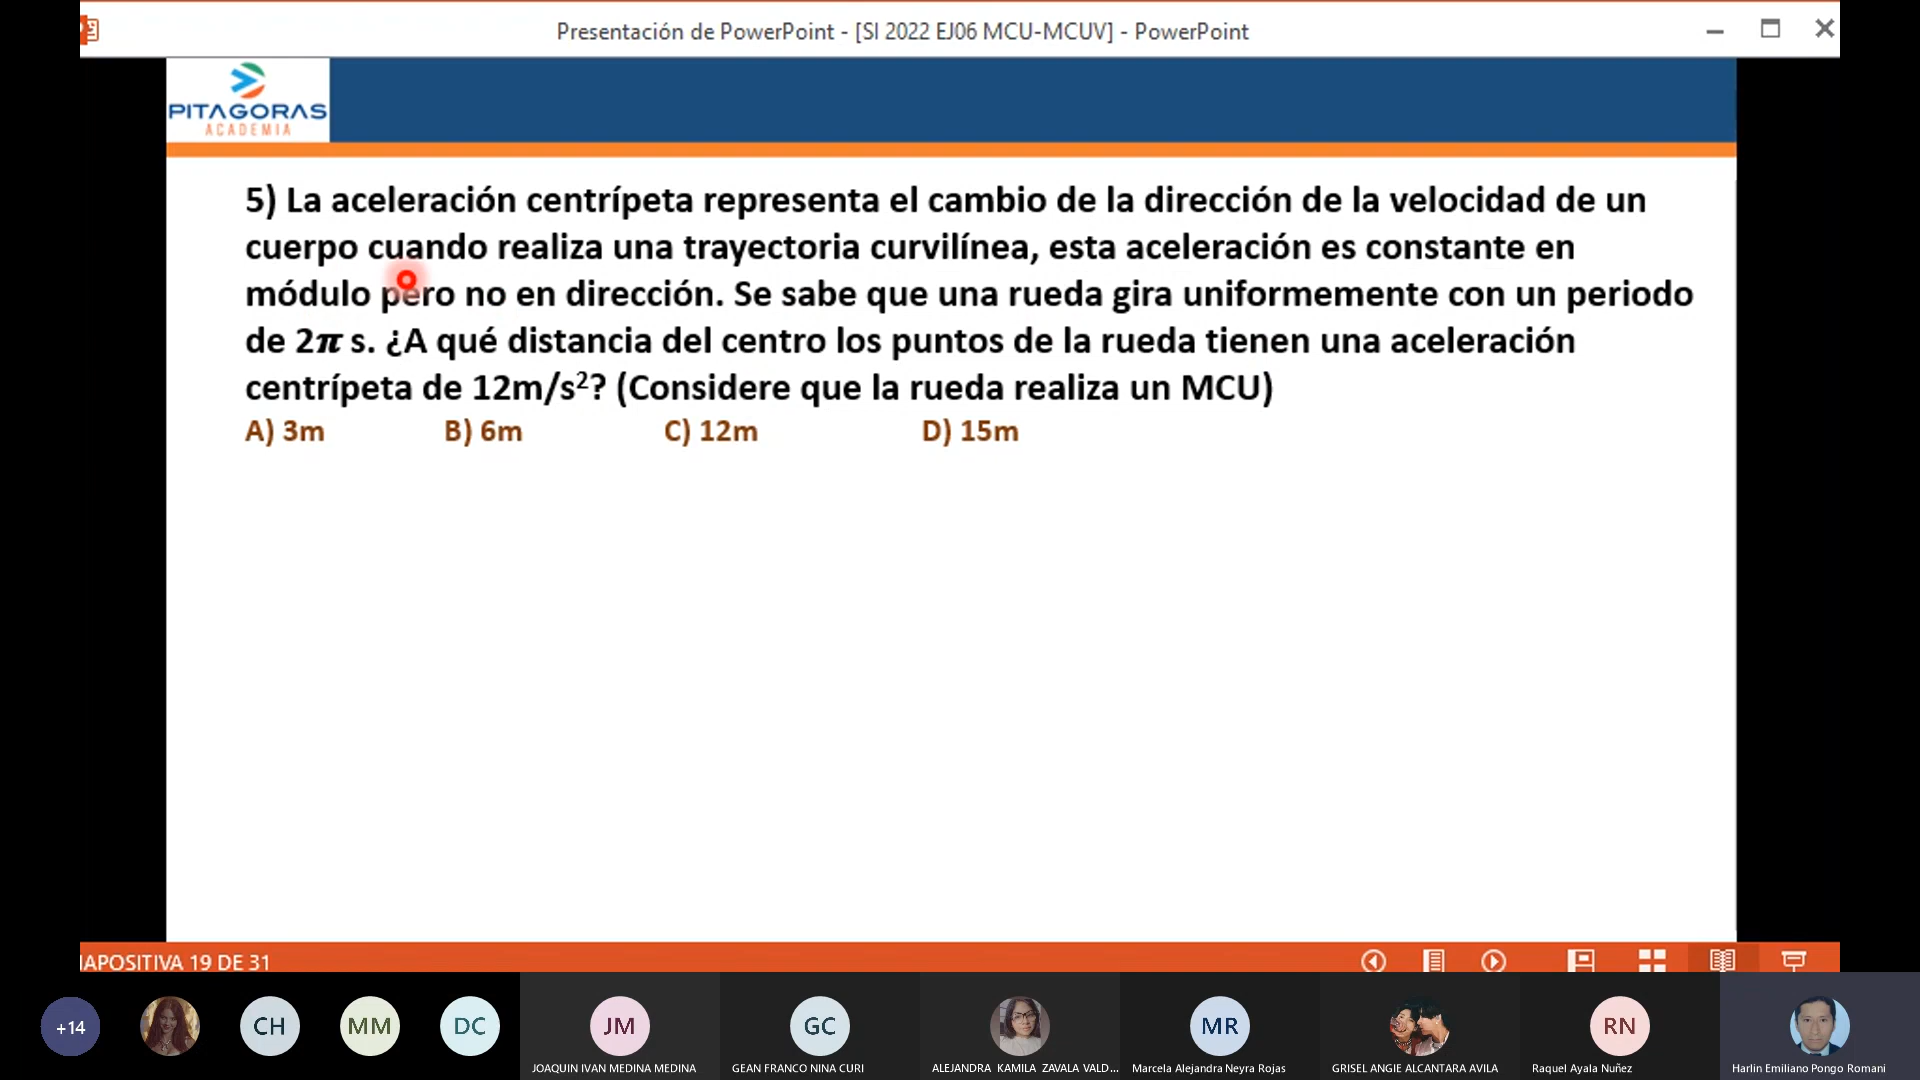 Presentación de PowerPoint - [SI 2022 EJ06 MCU-MCUV] - PowerPoint
PITAGORAS
ACADEMIA
5) La aceleración centrípeta representa el cambio de la dirección de la velocidad de un
cuerpo cuando realiza una trayectoria curvilínea, esta aceleración es constante en
módulo pero no en dirección. Se sabe que una rueda gira uniformemente con un periodo
de 2π s. ¿A qué distancia del centro los puntos de la rueda tienen una aceleración
centrípeta de 12m/s²? (Considere que la rueda realiza un MCU)
A) 3m B) 6m C) 12m D) 15m
IAPOSITIVA 19 DE 31
+14 CH MM DC JM GC MR RN
JOAQUIN IVAN MEDINA MEDINA GEAN FRANCO NINA CURI ALEJANDRA KAMILA ZAVALA VALD... Marcela Alejandra Neyra Rojas GRISEL ANGIE ALCANTARA AVILA Raquel Ayala Nuñez Harlin Emiliano Pongo Romani